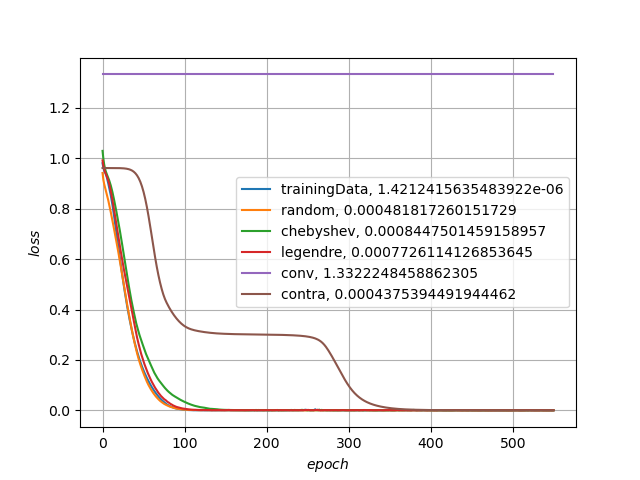 1.2
1.0
0.8
0.6
0.4
0.2
0.0
loss
trainingData, 1.4212415635483922e-06
random, 0.000481817260151729
chebyshev, 0.0008447501459158957
legendre, 0.0007726114126853645
conv, 1.3322248458862305
contra, 0.0004375394491944462
0 100 200 300 400 500
epoch